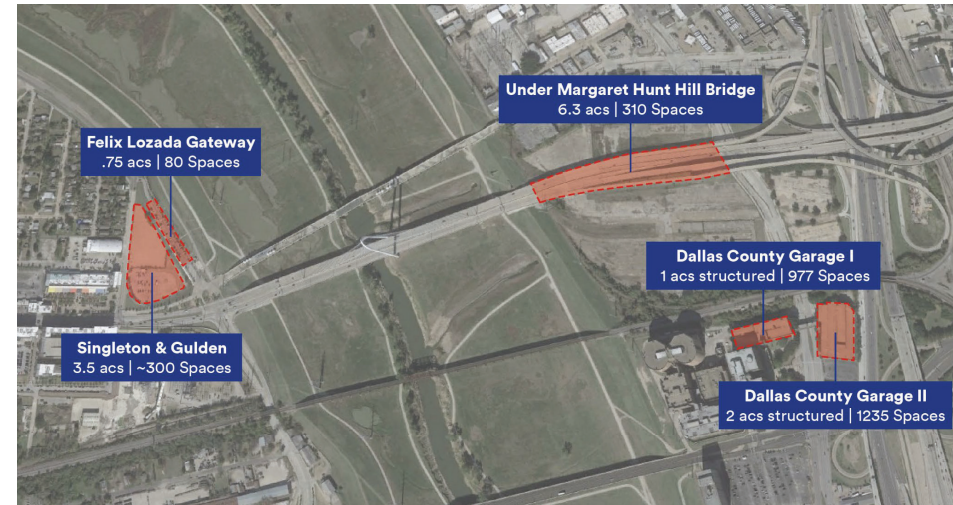 Under Margaret Hunt Hill Bridge
6.3 acs | 310 Spaces
Felix Lozada Gateway
.75 acs | 80 Spaces
Dallas County Garage I
1 acs structured | 977 Spaces
Singleton & Gulden
3.5 acs | ~300 Spaces
Dallas County Garage II
2 acs structured | 1235 Spaces